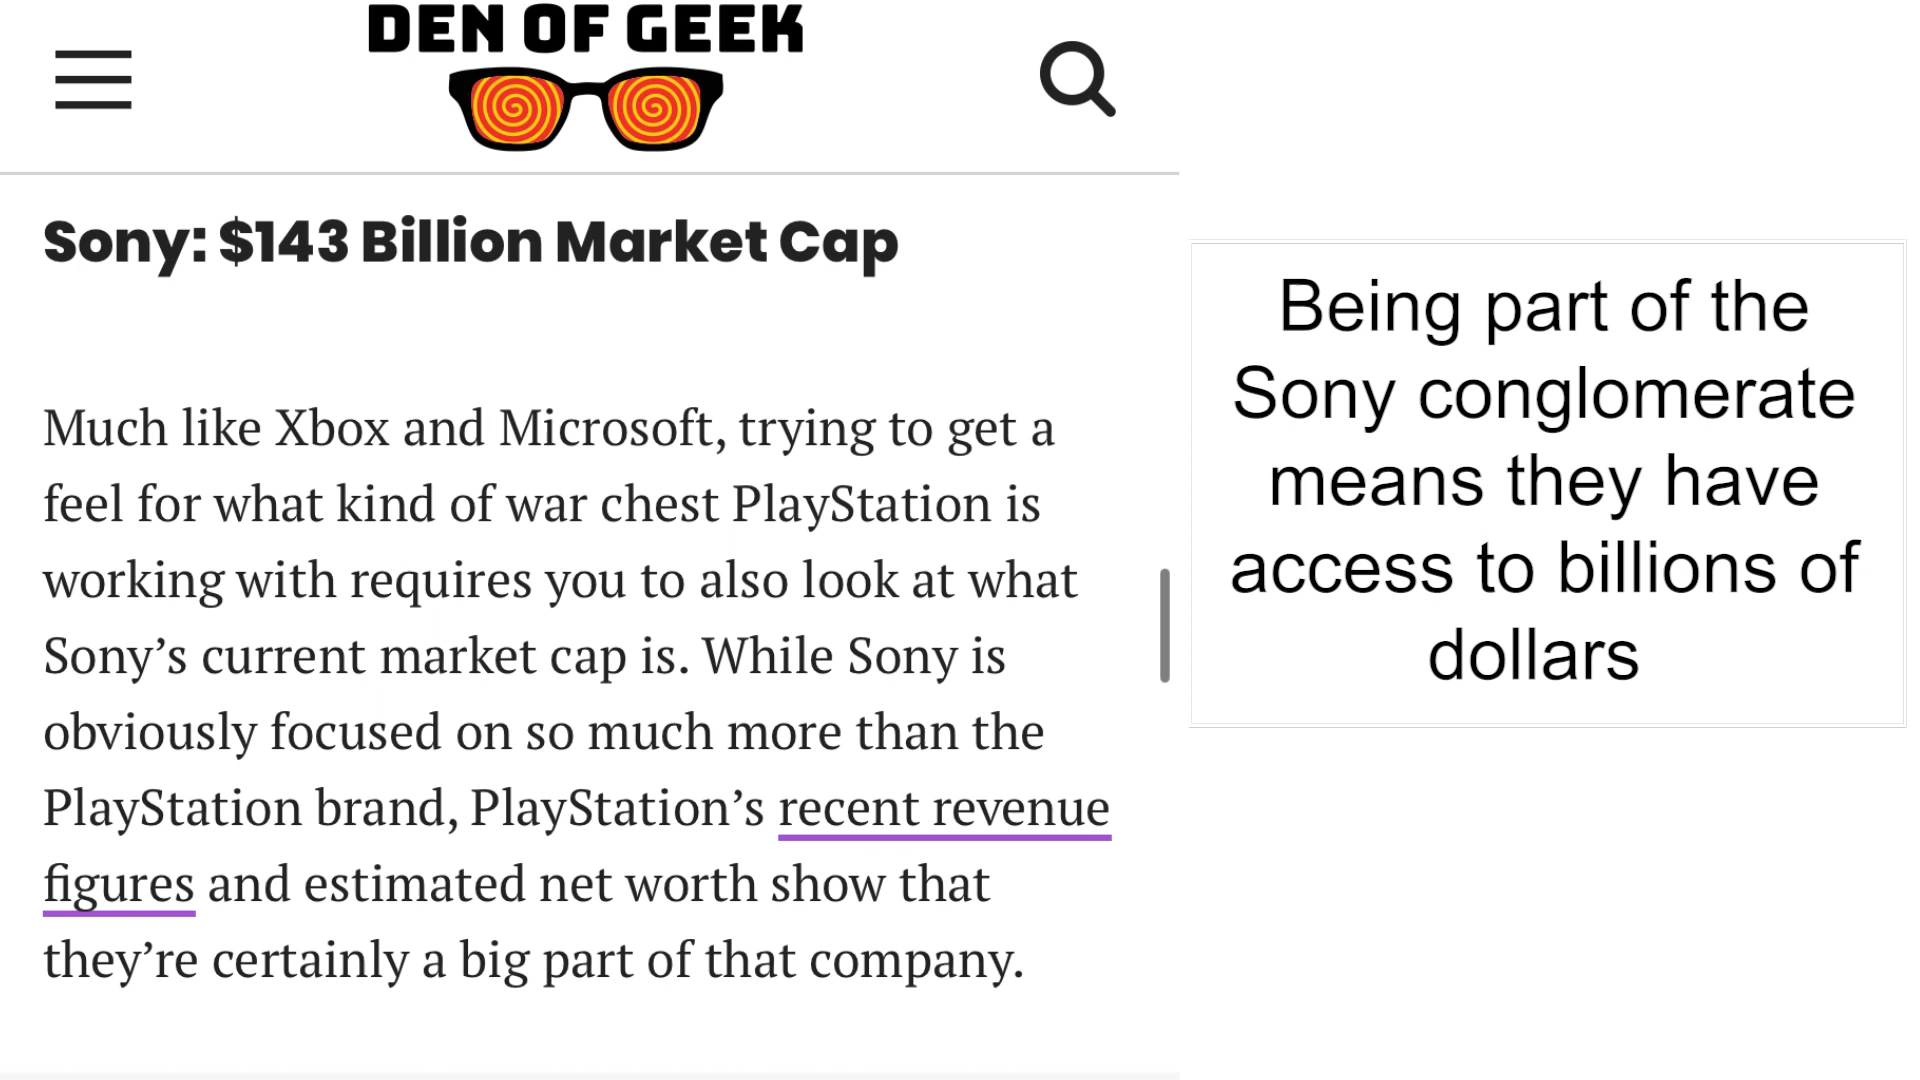 DEN OF GEEK
Sony: $143 Billion Market Cap
Much like Xbox and Microsoft, trying to get a
feel for what kind of war chest PlayStation is
working with requires you to also look at what
Sony’s current market cap is. While Sony is
obviously focused on so much more than the
PlayStation brand, PlayStation’s recent revenue
figures and estimated net worth show that
they’re certainly a big part of that company.
Being part of the
Sony conglomerate
means they have
access to billions of
dollars